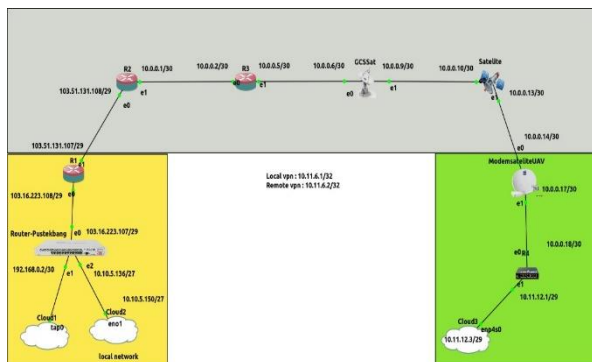 R2
10.0.0.1/30
10.0.0.2/30
R3
10.0.0.5/30
10.0.0.6/30
GCSSat
10.0.0.9/30
10.0.0.10/30
Satelite
e1
e0
e1
e0
e1
e1
10.0.0.13/30
103.51.131.108/29
e0
10.0.0.14/30
103.51.131.107/29
e0
R1
ModemsateliteUAV
Local vpn : 10.11.6.1/32
Remote vpn : 10.11.6.2/32
103.16.223.108/29
10.0.0.17/30
e1
103.16.223.107/29
e0
Router-Pustekbang
10.0.0.18/30
e0
192.168.0.2/30
e1
e2
10.10.5.136/27
e1
10.11.12.1/29
10.10.5.150/27
Cloud1
tap0
Cloud2
eno1
Cloud3
enp4s0
10.11.12.3/29
local network